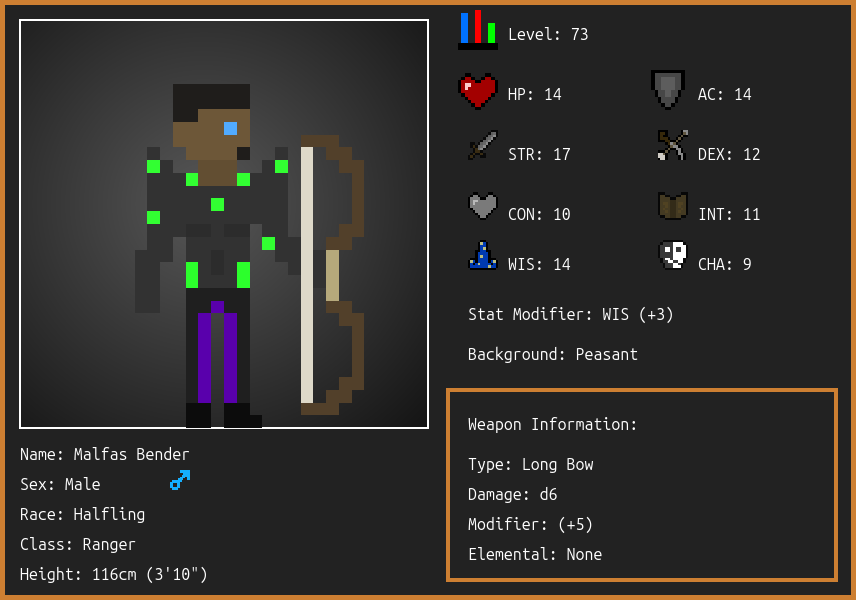 Level: 73
HP: 14
AC: 14
STR: 17
DEX: 12
CON: 10
INT: 11
WIS: 14
CHA: 9
Stat Modifier: WIS (+3)
Background: Peasant
Weapon Information:
Type: Long Bow
Damage: d6
Modifier: (+5)
Elemental: None
Name: Malfas Bender
Sex: Male
Race: Halfling
Class: Ranger
Height: 116cm (3'10")